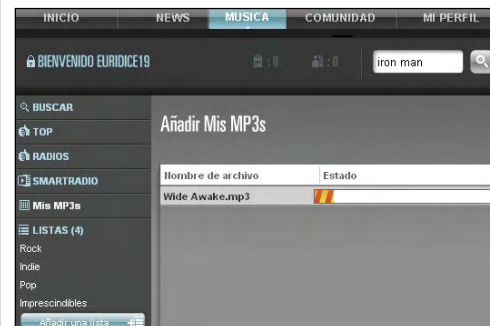 INICIO NEWS MUSICA COMUNIDAD MI PERFIL
BIENVENIDO EURIDICE19 : 0 : 0 iron man
BUSCAR
TOP
RADIOS
SMARTRADIO
Mis MP3s
LISTAS (4)
Rock
Indie
Pop
Imprescindibles
Añadir una lista
Añadir Mis MP3s
Nombre de archivo Estado
Wide Awake.mp3